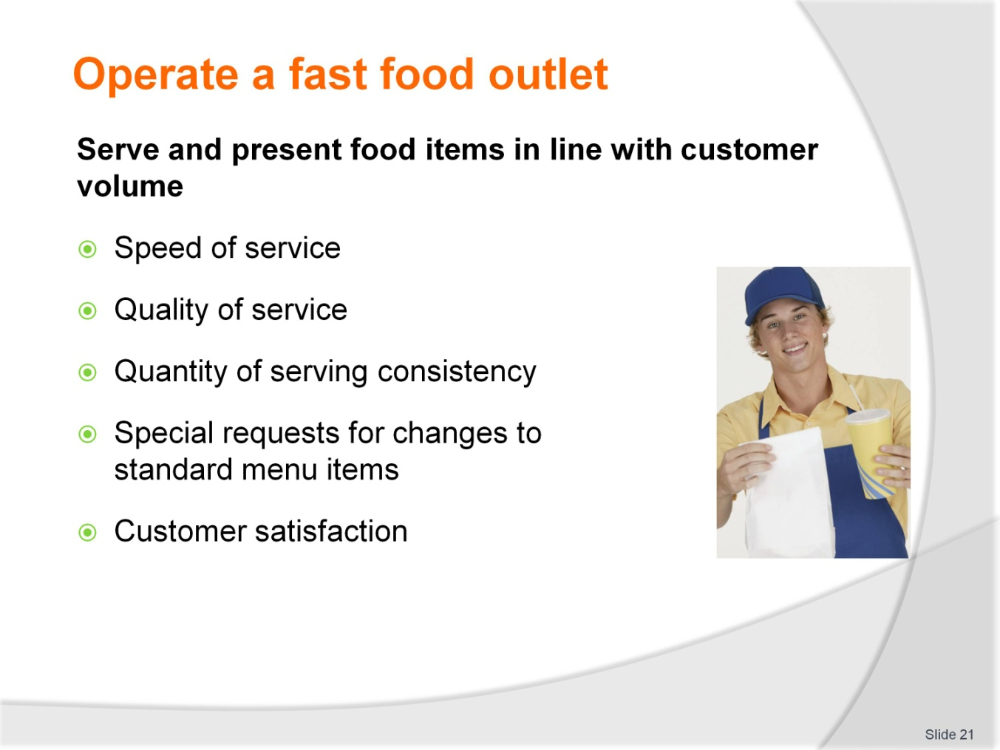 Operate a fast food outlet
Serve and present food items in line with customer
volume
Speed of service
Quality of service
Quantity of serving consistency
Special requests for changes to
standard menu items
Customer satisfaction
Slide 21